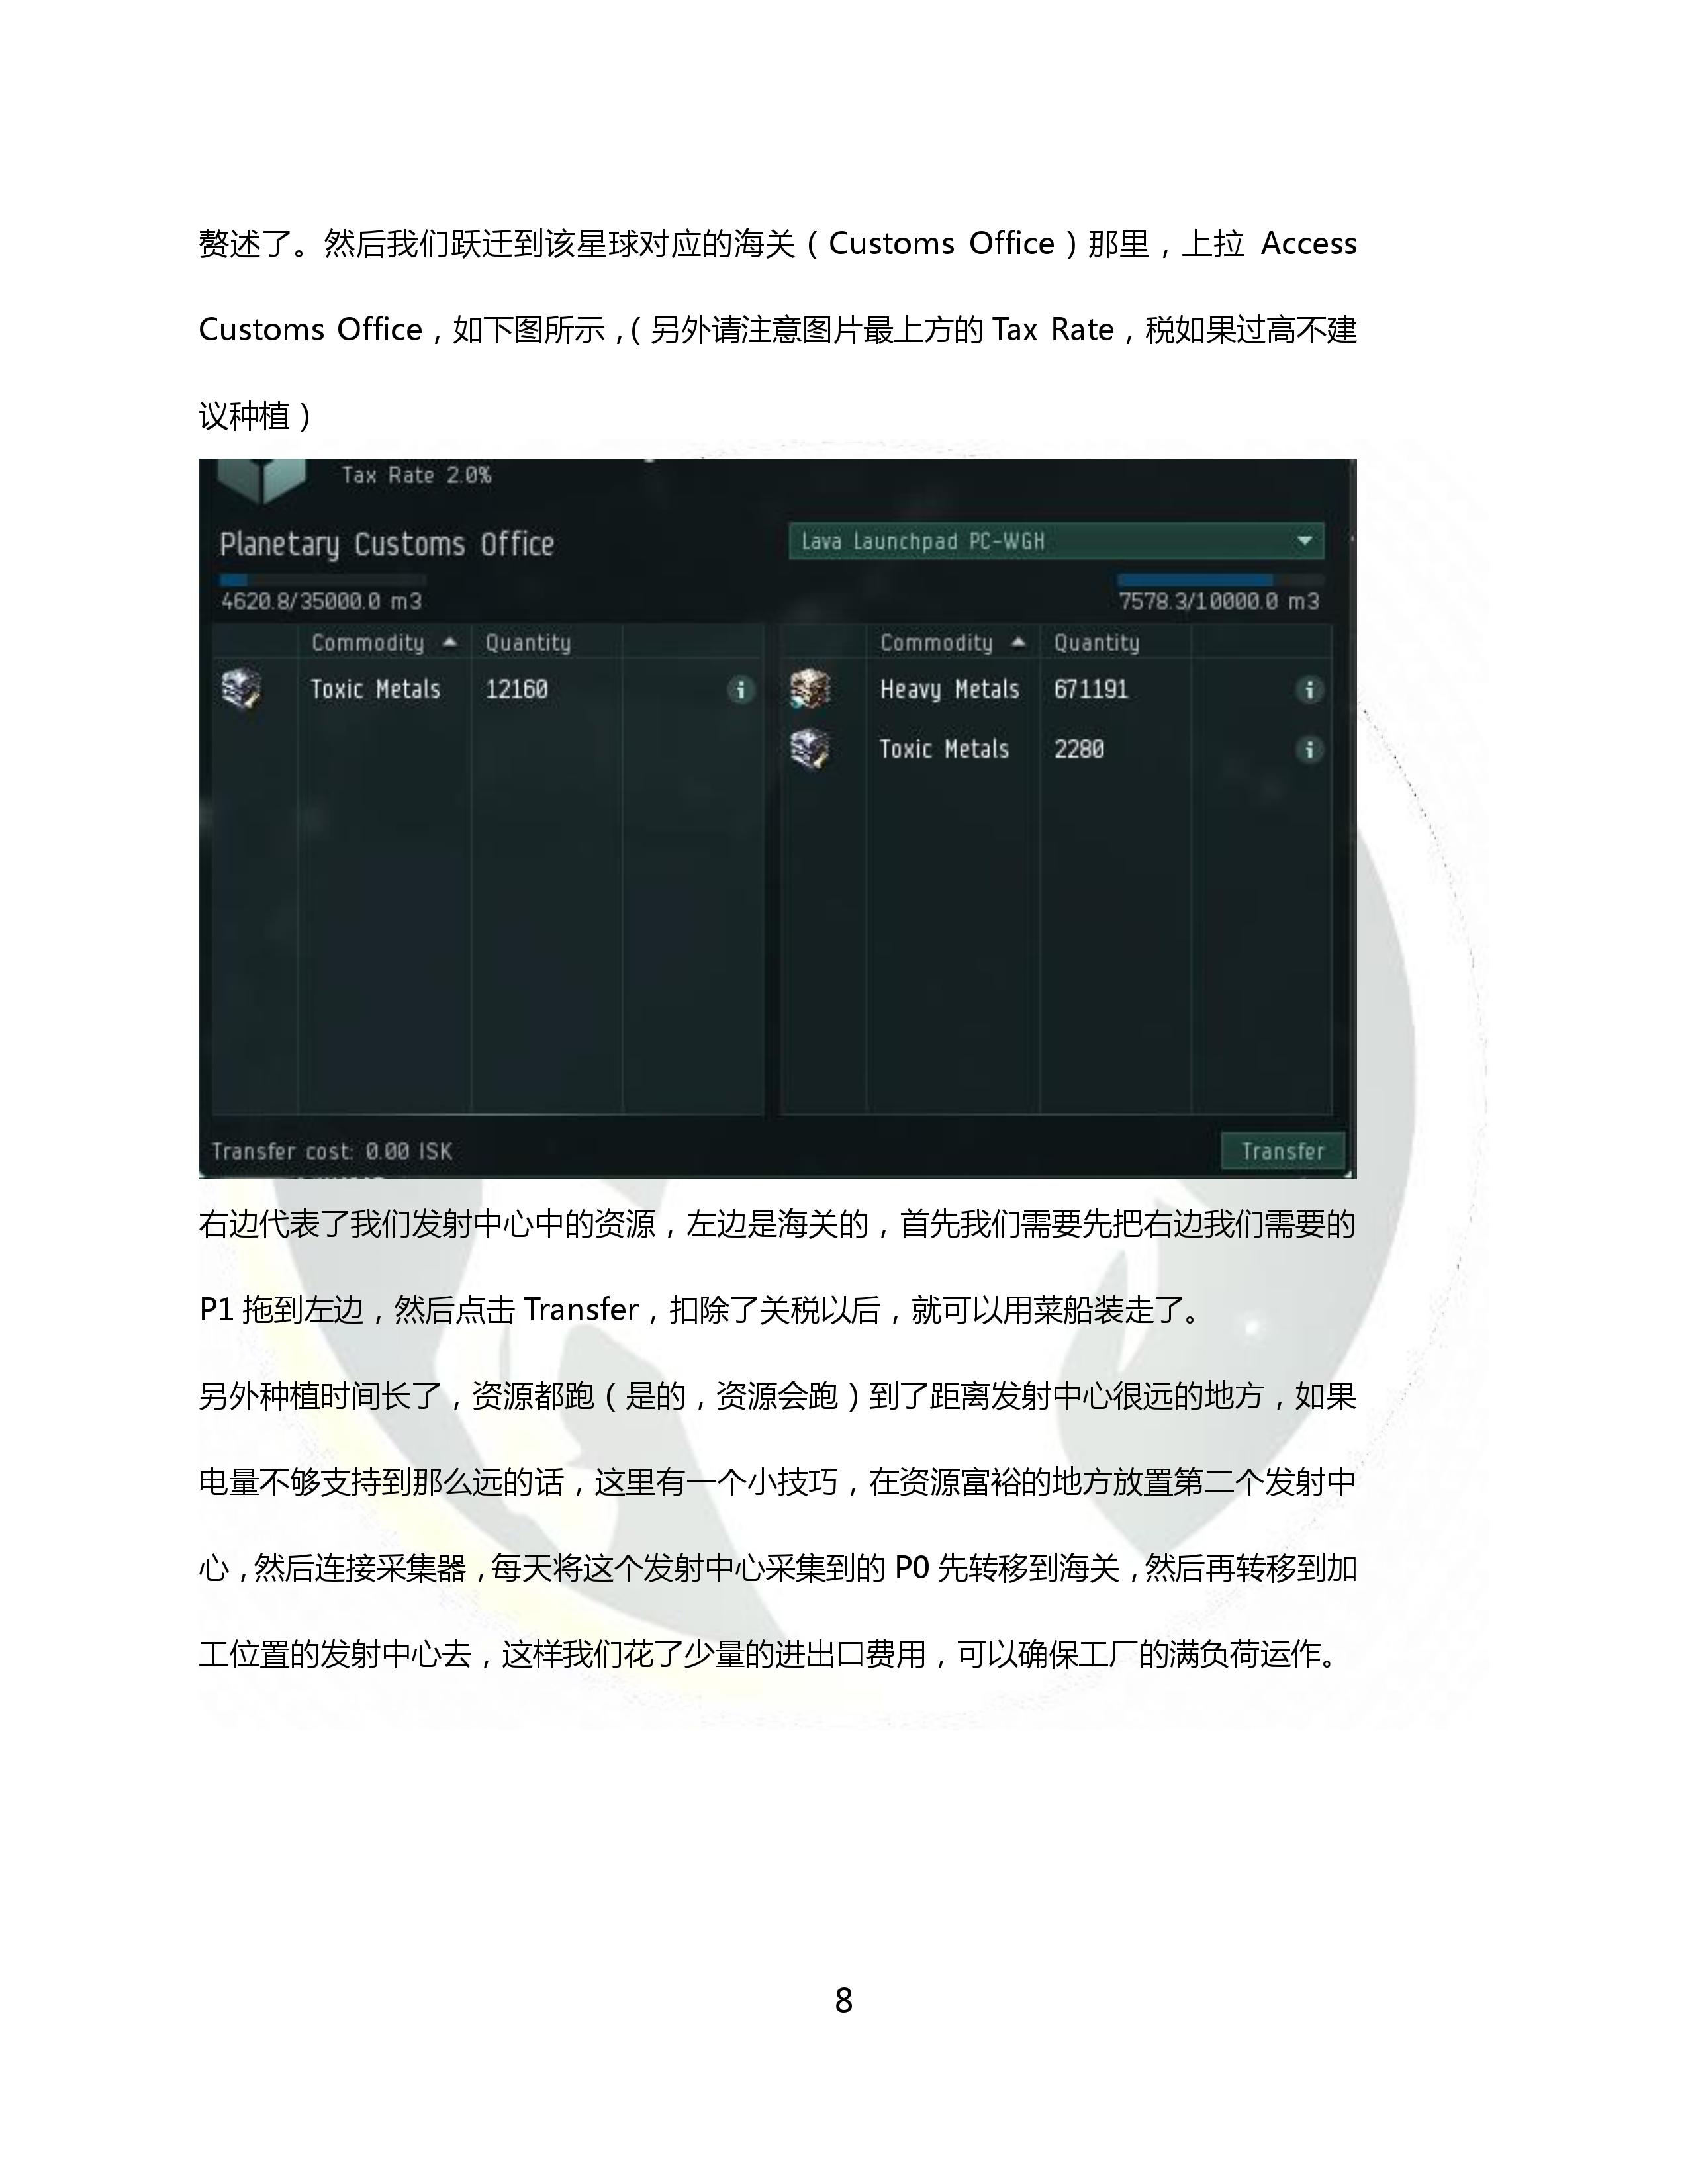 赘述了。然后我们跃迁到该星球对应的海关（Customs Office）那里，上拉 Access
Customs Office，如下图所示，（另外请注意图片最上方的 Tax Rate，税如果过高不建
议种植）
Tax Rate 2.0%
Planetary Customs Office
Lava Launchpad PC-WGH
4620.8/35000.0 m3
7578.3/10000.0 m3
Commodity Quantity Commodity Quantity
Toxic Metals 12160 Heavy Metals 671191
Toxic Metals 2280
Transfer cost: 0.00 ISK Transfer
右边代表了我们发射中心中的资源，左边是海关的，首先我们需要先把右边我们需要的
P1 拖到左边，然后点击 Transfer，扣除了关税以后，就可以用菜船装走了。
另外种植时间长了，资源都跑（是的，资源会跑）到了距离发射中心很远的地方，如果
电量不够支持到那么远的话，这里有一个小技巧，在资源富裕的地方放置第二个发射中
心，然后连接采集器，每天将这个发射中心采集到的 P0 先转移到海关，然后再转移到加
工位置的发射中心去，这样我们花了少量的进出口费用，可以确保工厂的满负荷运作。
8